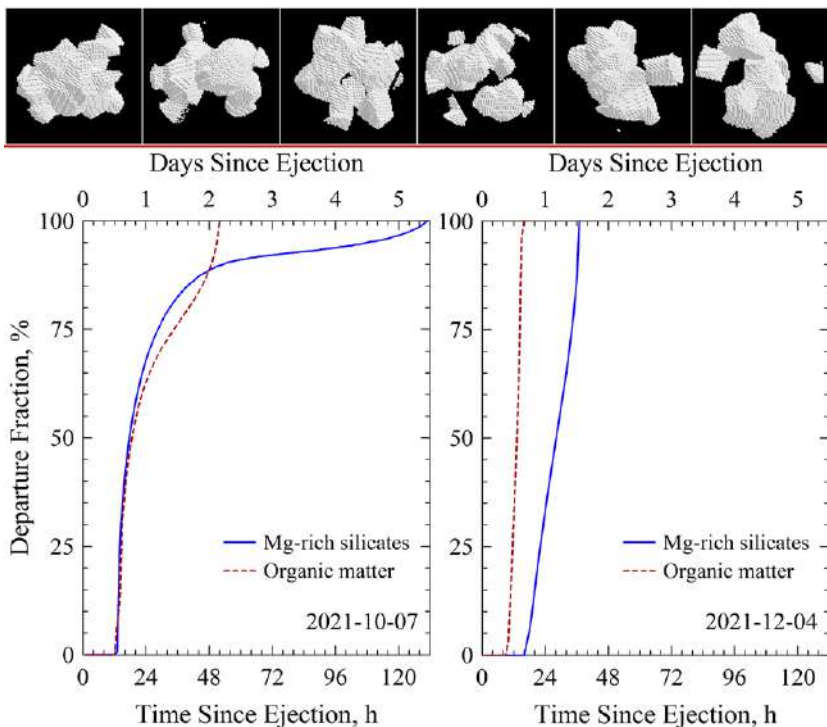 Days Since Ejection Days Since Ejection
0 1 2 3 4 5 0 1 2 3 4 5
100 100
75 75
50 50
25 25
0 0
Departure Fraction, %
Mg-rich silicates Mg-rich silicates
Organic matter Organic matter
2021-10-07 2021-12-04
0 24 48 72 96 120 0 24 48 72 96 120
Time Since Ejection, h Time Since Ejection, h